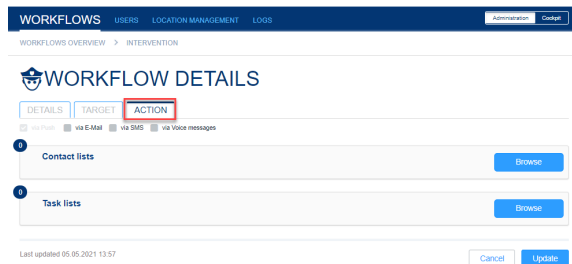 WORKFLOWS USERS LOCATION MANAGEMENT LOGS Administration Cockpit
WORKFLOWS OVERVIEW > INTERVENTION
WORKFLOW DETAILS
DETAILS TARGET ACTION
via Push via E-Mail via SMS via Voice messages
0
Contact lists Browse
0
Task lists Browse
Last updated 05.05.2021 13:57 Cancel Update